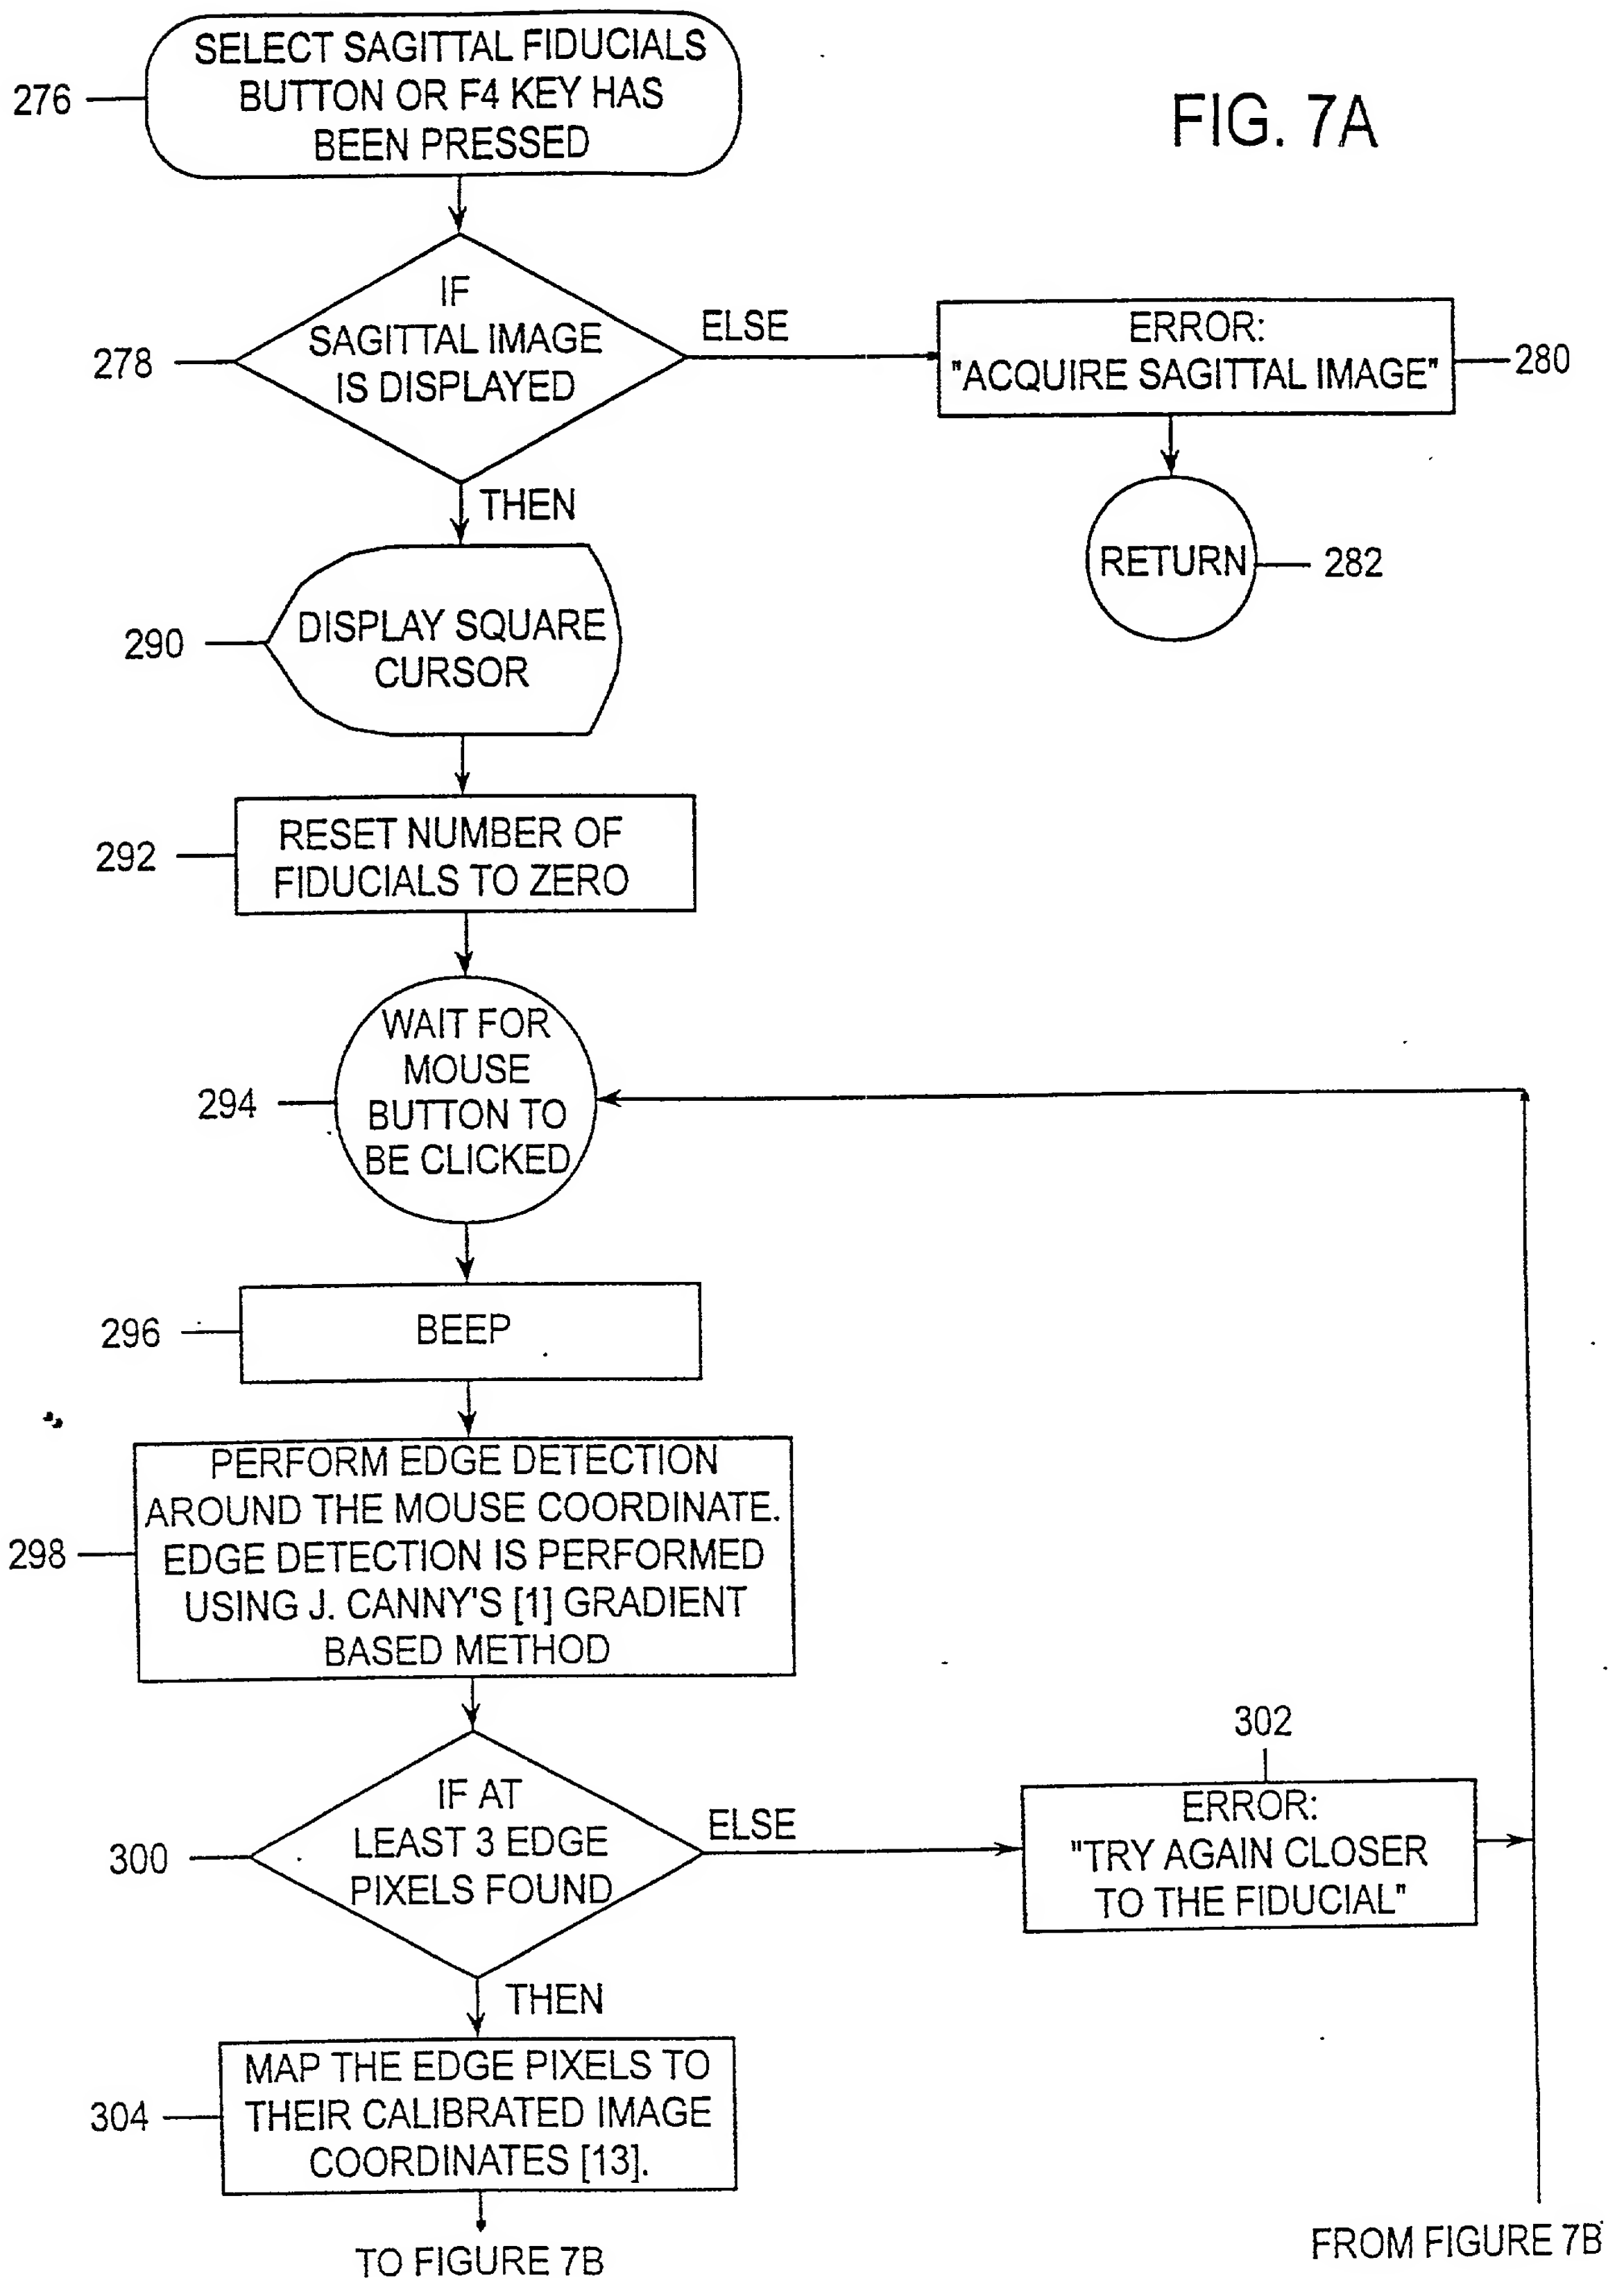 SELECT SAGITTAL FIDUCIALS
BUTTON OR F4 KEY HAS
BEEN PRESSED
276
FIG. 7A
IF
SAGITTAL IMAGE
IS DISPLAYED
278
ELSE
ERROR:
"ACQUIRE SAGITTAL IMAGE"
280
THEN
RETURN
282
DISPLAY SQUARE
CURSOR
290
RESET NUMBER OF
FIDUCIALS TO ZERO
292
WAIT FOR
MOUSE
BUTTON TO
BE CLICKED
294
BEEP
296
PERFORM EDGE DETECTION
AROUND THE MOUSE COORDINATE.
EDGE DETECTION IS PERFORMED
USING J. CANNY'S [1] GRADIENT
BASED METHOD
298
IF AT
LEAST 3 EDGE
PIXELS FOUND
300
ELSE
302
ERROR:
"TRY AGAIN CLOSER
TO THE FIDUCIAL"
THEN
MAP THE EDGE PIXELS TO
THEIR CALIBRATED IMAGE
COORDINATES [13].
304
TO FIGURE 7B
FROM FIGURE 7B